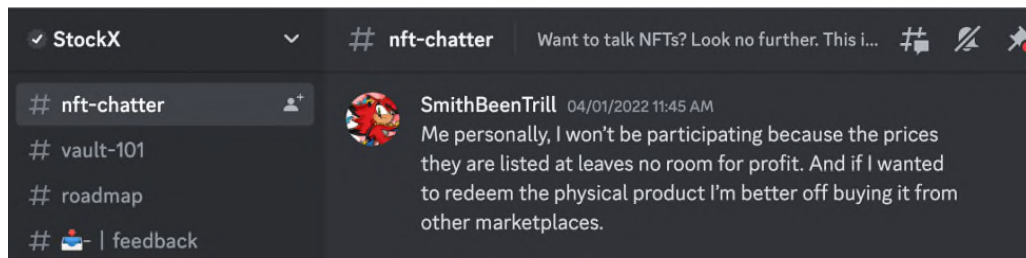 StockX
# nft-chatter
# vault-101
# roadmap
# 📥- | feedback
# nft-chatter
Want to talk NFTs? Look no further. This i...
SmithBeenTrill 04/01/2022 11:45 AM
Me personally, I won't be participating because the prices
they are listed at leaves no room for profit. And if I wanted
to redeem the physical product I'm better off buying it from
other marketplaces.